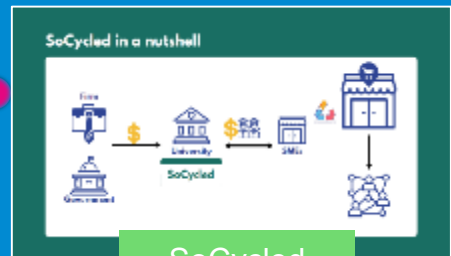 SoCycled in a nutshell
Firm
$
$
University
SMEs
SoCycled
Government
SoCycled